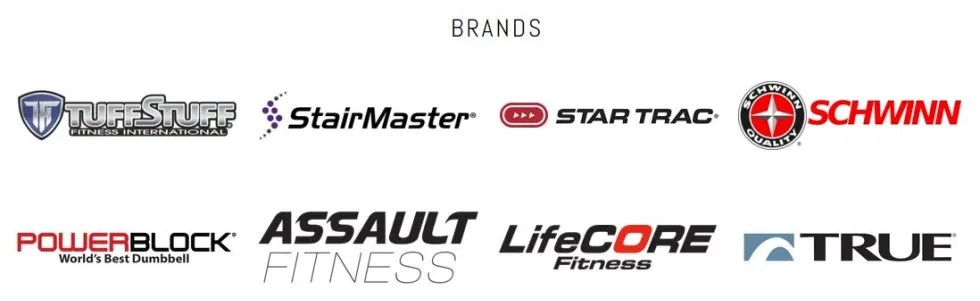 BRANDS
TUFFSTUFF
FITNESS INTERNATIONAL
StairMaster®
STAR TRAC®
SCHWINN
QUALITY
®
SCHWINN
POWERBLOCK®
World's Best Dumbbell
ASSAULT
FITNESS
LifeCORE
Fitness
TRUE®